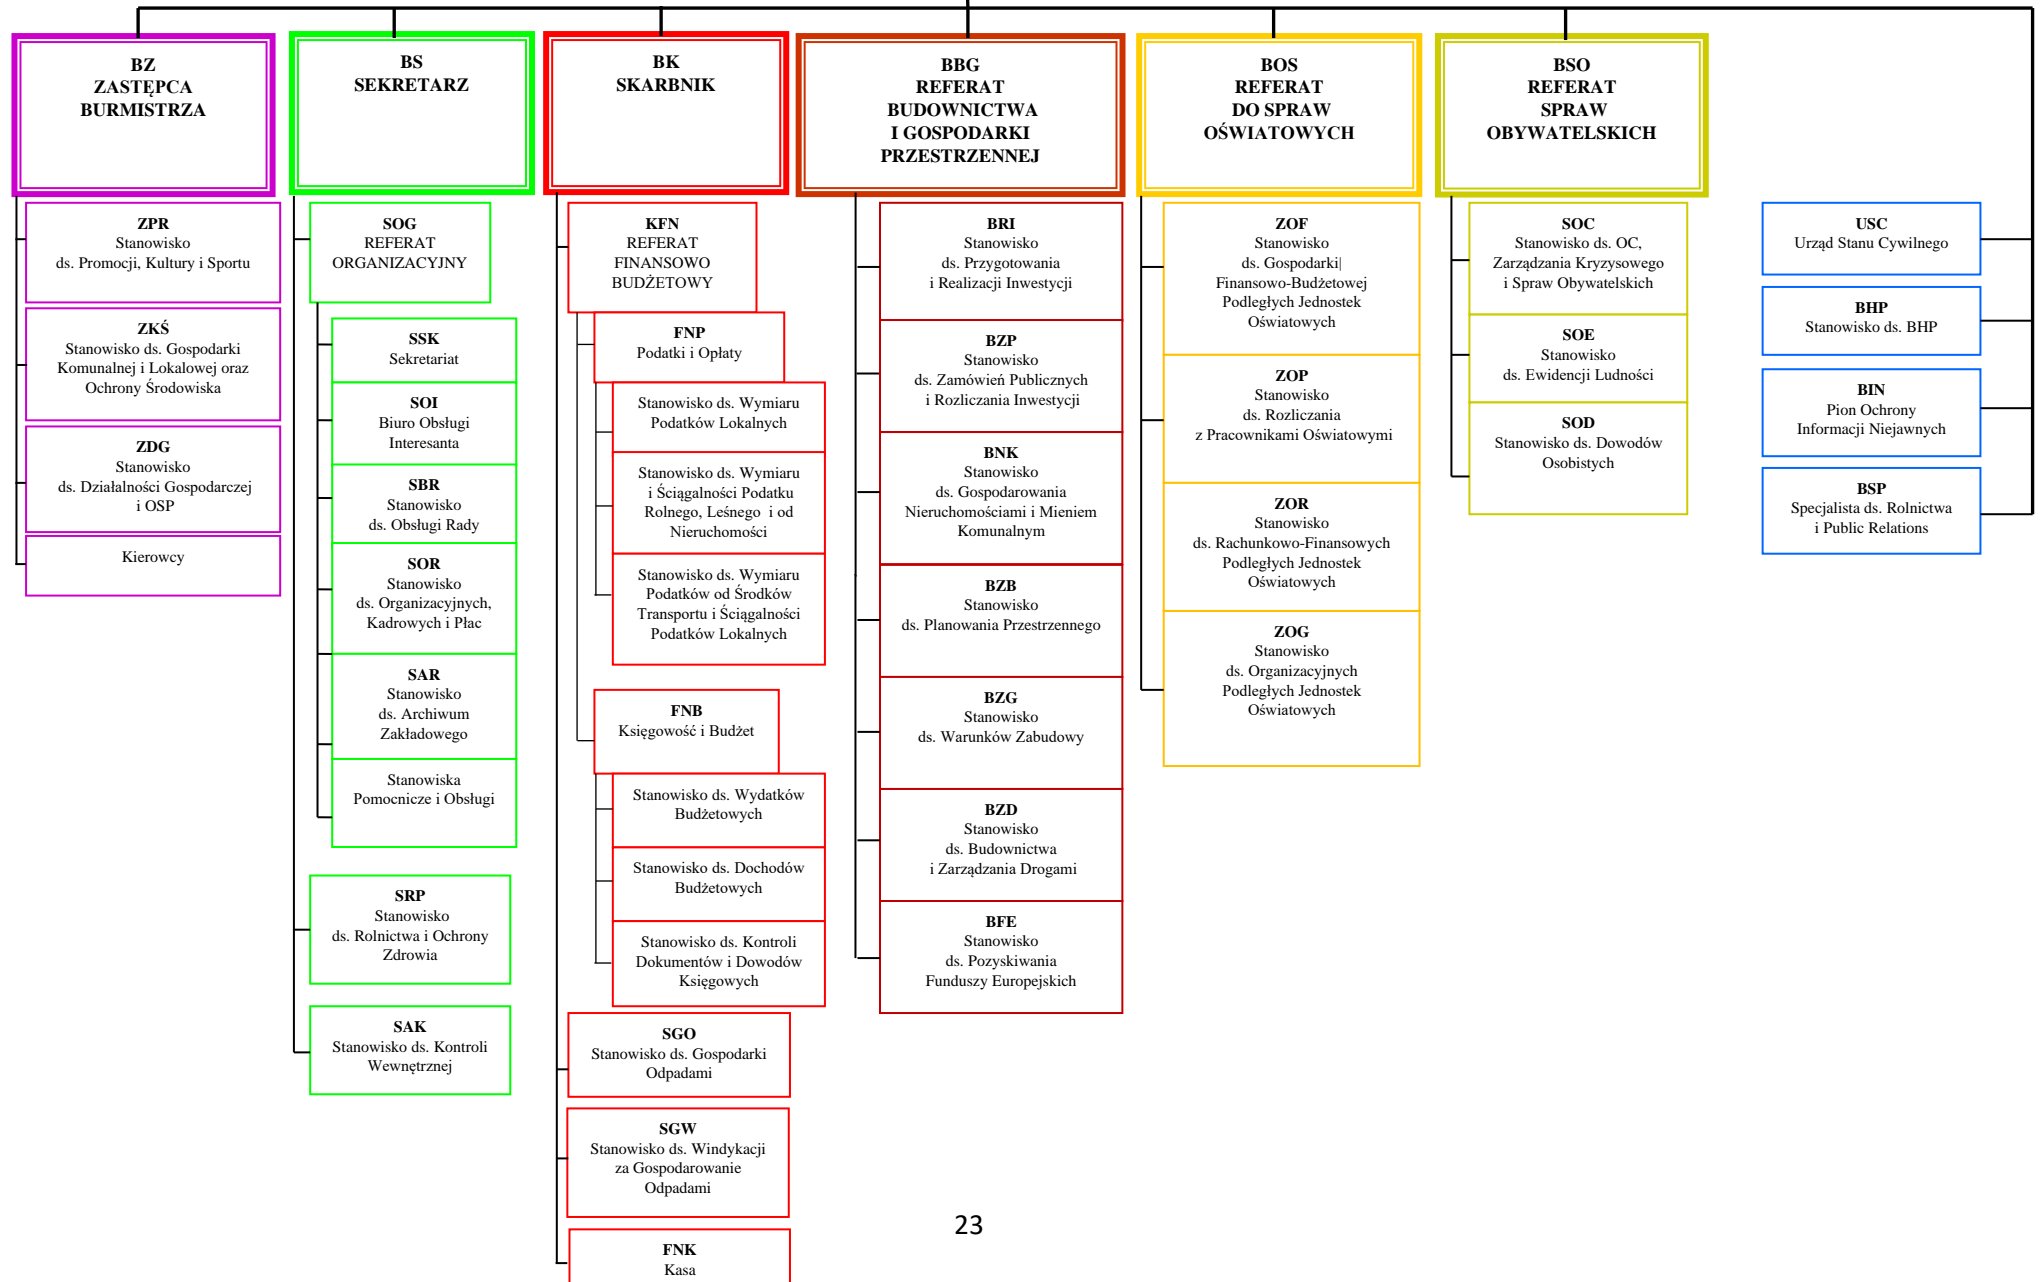 BZ
ZASTĘPCA
BURMISTRZA
BS
SEKRETARZ
BK
SKARBNIK
BBG
REFERAT
BUDOWNICTWA
I GOSPODARKI
PRZESTRZENNEJ
BOS
REFERAT
DO SPRAW
OŚWIATOWYCH
BSO
REFERAT
SPRAW
OBYWATELSKICH
ZPR
Stanowisko
ds. Promocji, Kultury i Sportu
ZKŚ
Stanowisko ds. Gospodarki
Komunalnej i Lokalowej oraz
Ochrony Środowiska
ZDG
Stanowisko
ds. Działalności Gospodarczej
i OSP
Kierowcy
SOG
REFERAT
ORGANIZACYJNY
SSK
Sekretariat
SOI
Biuro Obsługi
Interesanta
SBR
Stanowisko
ds. Obsługi Rady
SOR
Stanowisko
ds. Organizacyjnych,
Kadrowych i Płac
SAR
Stanowisko
ds. Archiwum
Zakładowego
Stanowiska
Pomocnicze i Obsługi
SRP
Stanowisko
ds. Rolnictwa i Ochrony
Zdrowia
SAK
Stanowisko ds. Kontroli
Wewnętrznej
KFN
REFERAT
FINANSOWO
BUDŻETOWY
FNP
Podatki i Opłaty
Stanowisko ds. Wymiaru
Podatków Lokalnych
Stanowisko ds. Wymiaru
i Ściągalności Podatku
Rolnego, Leśnego i od
Nieruchomości
Stanowisko ds. Wymiaru
Podatków od Środków
Transportu i Ściągalności
Podatków Lokalnych
FNB
Księgowość i Budżet
Stanowisko ds. Wydatków
Budżetowych
Stanowisko ds. Dochodów
Budżetowych
Stanowisko ds. Kontroli
Dokumentów i Dowodów
Księgowych
SGO
Stanowisko ds. Gospodarki
Odpadami
SGW
Stanowisko ds. Windykacji
za Gospodarowanie
Odpadami
FNK
Kasa
BRI
Stanowisko
ds. Przygotowania
i Realizacji Inwestycji
BZP
Stanowisko
ds. Zamówień Publicznych
i Rozliczania Inwestycji
BNK
Stanowisko
ds. Gospodarowania
Nieruchomościami i Mieniem
Komunalnym
BZB
Stanowisko
ds. Planowania Przestrzennego
BZG
Stanowisko
ds. Warunków Zabudowy
BZD
Stanowisko
ds. Budownictwa
i Zarządzania Drogami
BFE
Stanowisko
ds. Pozyskiwania
Funduszy Europejskich
ZOF
Stanowisko
ds. Gospodarki|
Finansowo-Budżetowej
Podległych Jednostek
Oświatowych
ZOP
Stanowisko
ds. Rozliczania
z Pracownikami Oświatowymi
ZOR
Stanowisko
ds. Rachunkowo-Finansowych
Podległych Jednostek
Oświatowych
ZOG
Stanowisko
ds. Organizacyjnych
Podległych Jednostek
Oświatowych
SOC
Stanowisko ds. OC,
Zarządzania Kryzysowego
i Spraw Obywatelskich
SOE
Stanowisko
ds. Ewidencji Ludności
SOD
Stanowisko ds. Dowodów
Osobistych
USC
Urząd Stanu Cywilnego
BHP
Stanowisko ds. BHP
BIN
Pion Ochrony
Informacji Niejawnych
BSP
Specjalista ds. Rolnictwa
i Public Relations
23